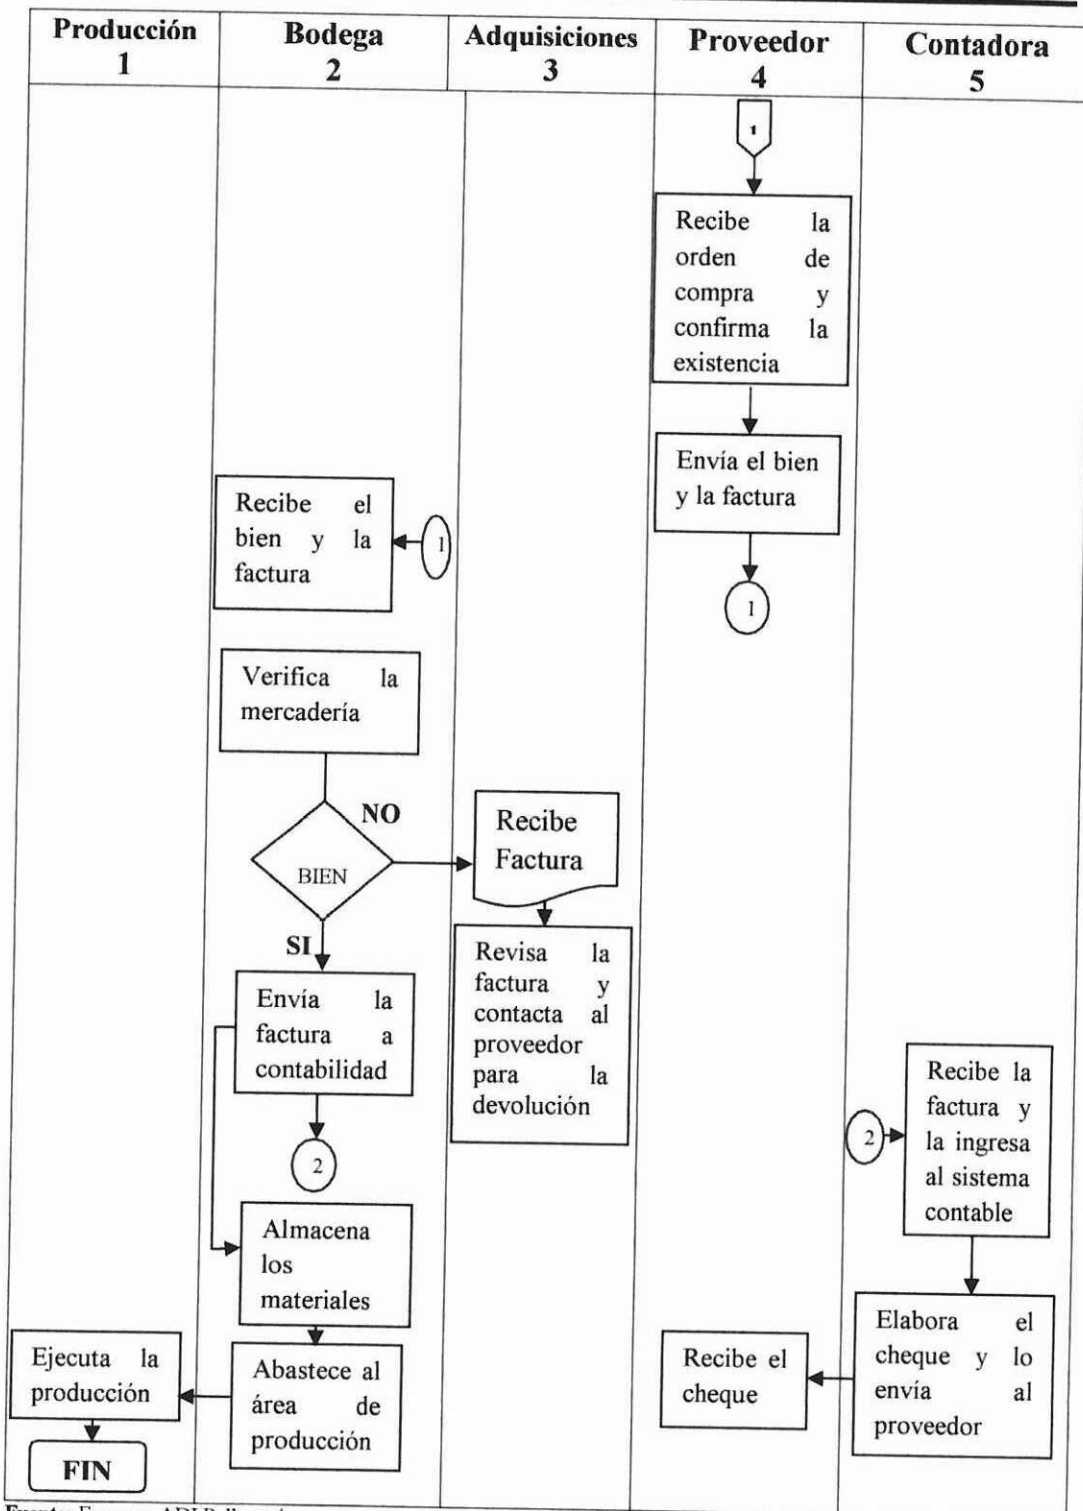 Producción
1
Bodega
2
Adquisiciones
3
Proveedor
4
Contadora
5
1
Recibe la
orden de
compra y
confirma la
existencia
Envía el bien
y la factura
1
Recibe el
bien y la
factura
1
Verifica la
mercadería
NO
BIEN
SI
Recibe
Factura
Revisa la
factura y
contacta al
proveedor
para la
devolución
Envía la
factura a
contabilidad
2
Almacena
los
materiales
Abastece al
área de
producción
Ejecuta la
producción
FIN
2
Recibe la
factura y
la ingresa
al sistema
contable
Elabora el
cheque y lo
envía al
proveedor
Recibe el
cheque